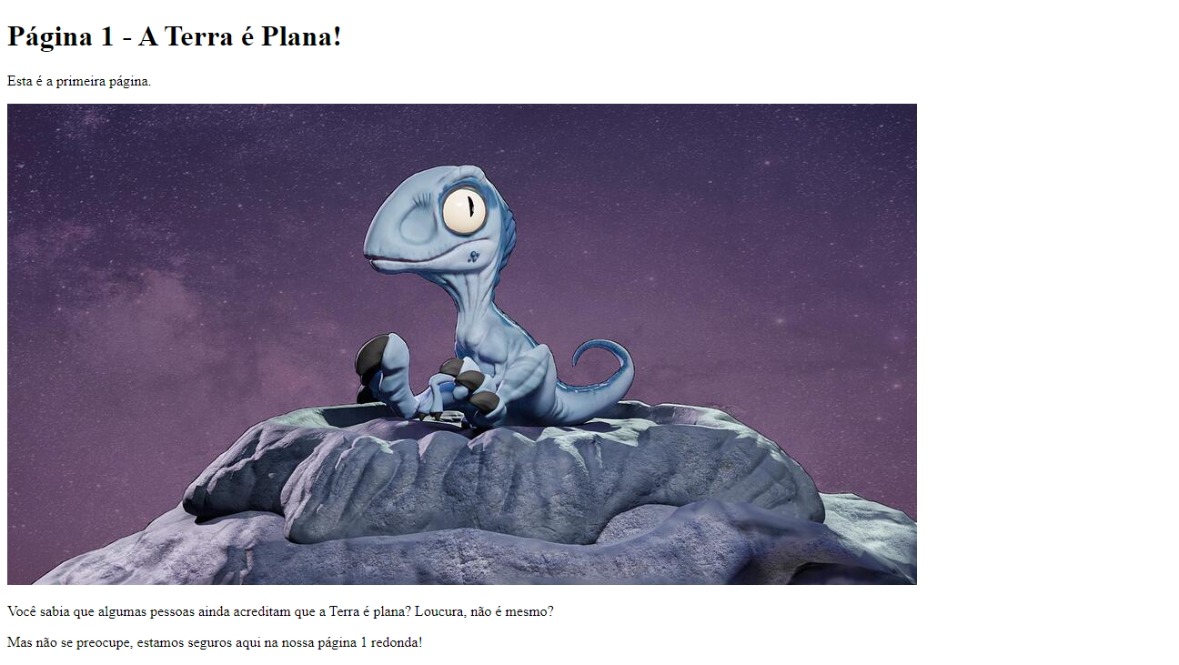 Página 1 - A Terra é Plana!
Esta é a primeira página.
Você sabia que algumas pessoas ainda acreditam que a Terra é plana? Loucura, não é mesmo?
Mas não se preocupe, estamos seguros aqui na nossa página 1 redonda!